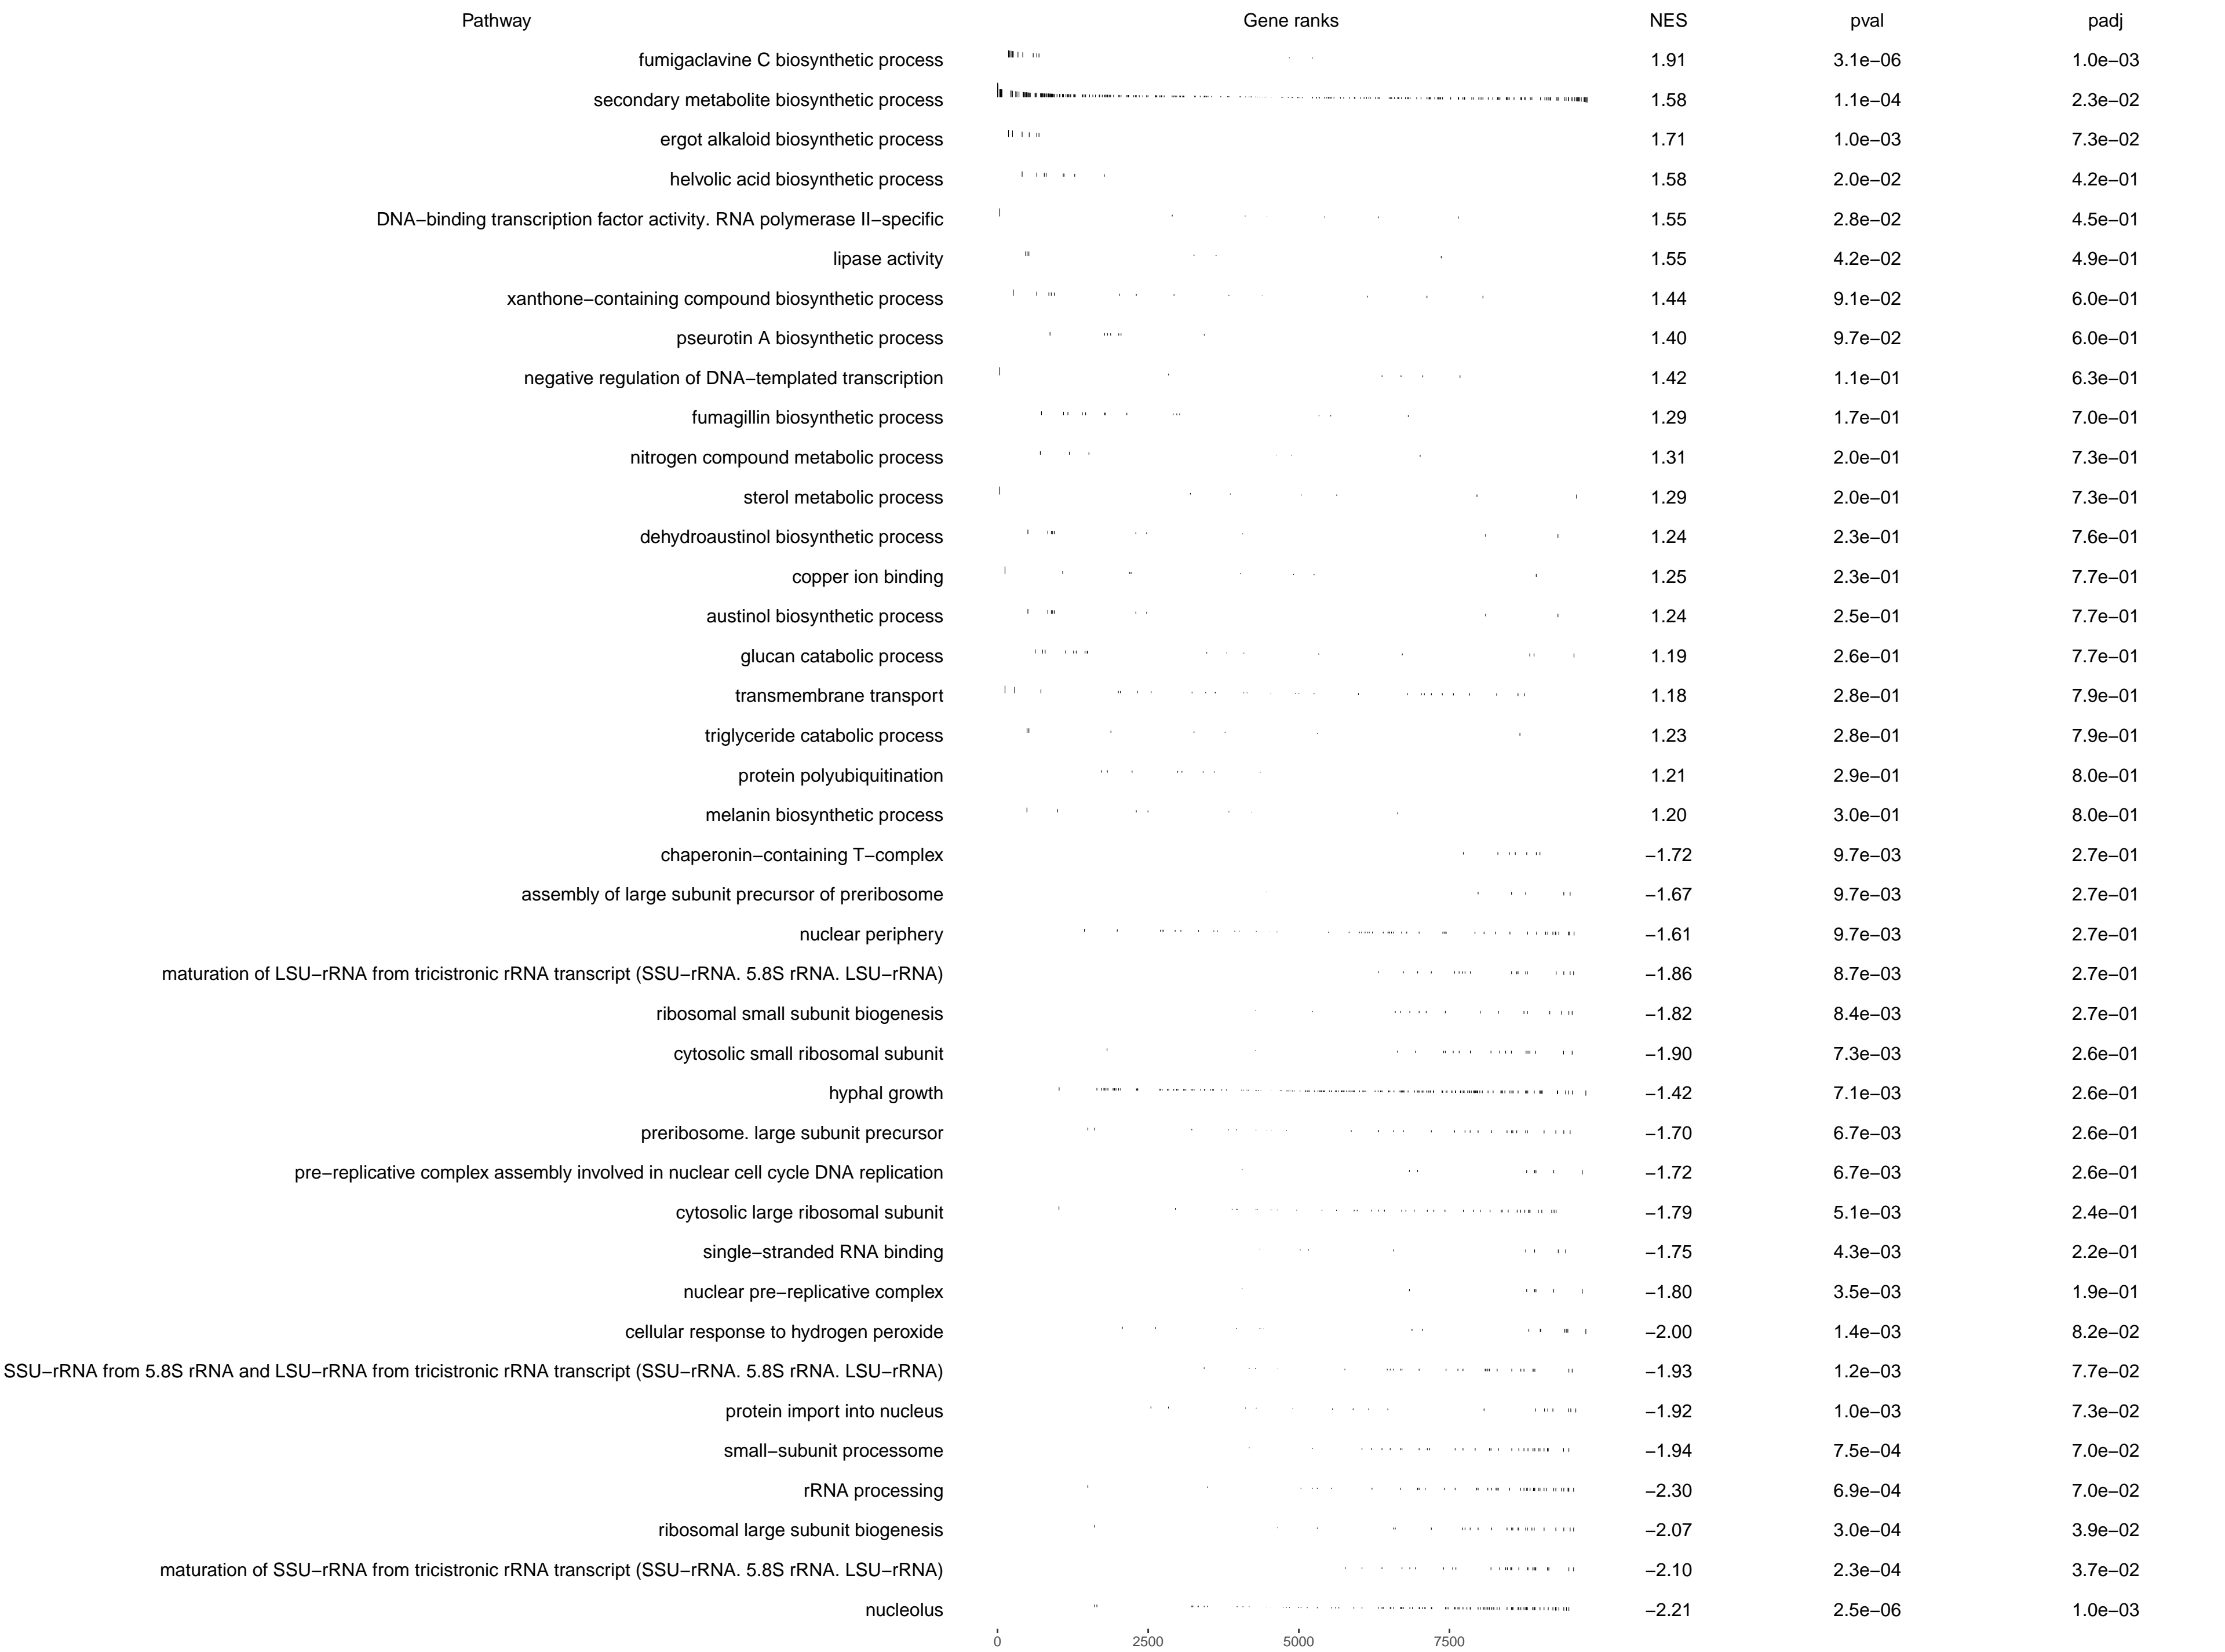 Pathway Gene ranks NES pval padj
fumigaclavine C biosynthetic process 1.91 3.1e−06 1.0e−03
secondary metabolite biosynthetic process 1.58 1.1e−04 2.3e−02
ergot alkaloid biosynthetic process 1.71 1.0e−03 7.3e−02
helvolic acid biosynthetic process 1.58 2.0e−02 4.2e−01
DNA−binding transcription factor activity. RNA polymerase II−specific 1.55 2.8e−02 4.5e−01
lipase activity 1.55 4.2e−02 4.9e−01
xanthone−containing compound biosynthetic process 1.44 9.1e−02 6.0e−01
pseurotin A biosynthetic process 1.40 9.7e−02 6.0e−01
negative regulation of DNA−templated transcription 1.42 1.1e−01 6.3e−01
fumagillin biosynthetic process 1.29 1.7e−01 7.0e−01
nitrogen compound metabolic process 1.31 2.0e−01 7.3e−01
sterol metabolic process 1.29 2.0e−01 7.3e−01
dehydroaustinol biosynthetic process 1.24 2.3e−01 7.6e−01
copper ion binding 1.25 2.3e−01 7.7e−01
austinol biosynthetic process 1.24 2.5e−01 7.7e−01
glucan catabolic process 1.19 2.6e−01 7.7e−01
transmembrane transport 1.18 2.8e−01 7.9e−01
triglyceride catabolic process 1.23 2.8e−01 7.9e−01
protein polyubiquitination 1.21 2.9e−01 8.0e−01
melanin biosynthetic process 1.20 3.0e−01 8.0e−01
chaperonin−containing T−complex −1.72 9.7e−03 2.7e−01
assembly of large subunit precursor of preribosome −1.67 9.7e−03 2.7e−01
nuclear periphery −1.61 9.7e−03 2.7e−01
maturation of LSU−rRNA from tricistronic rRNA transcript (SSU−rRNA. 5.8S rRNA. LSU−rRNA) −1.86 8.7e−03 2.7e−01
ribosomal small subunit biogenesis −1.82 8.4e−03 2.7e−01
cytosolic small ribosomal subunit −1.90 7.3e−03 2.6e−01
hyphal growth −1.42 7.1e−03 2.6e−01
preribosome. large subunit precursor −1.70 6.7e−03 2.6e−01
pre−replicative complex assembly involved in nuclear cell cycle DNA replication −1.72 6.7e−03 2.6e−01
cytosolic large ribosomal subunit −1.79 5.1e−03 2.4e−01
single−stranded RNA binding −1.75 4.3e−03 2.2e−01
nuclear pre−replicative complex −1.80 3.5e−03 1.9e−01
cellular response to hydrogen peroxide −2.00 1.4e−03 8.2e−02
SSU−rRNA from 5.8S rRNA and LSU−rRNA from tricistronic rRNA transcript (SSU−rRNA. 5.8S rRNA. LSU−rRNA) −1.93 1.2e−03 7.7e−02
protein import into nucleus −1.92 1.0e−03 7.3e−02
small−subunit processome −1.94 7.5e−04 7.0e−02
rRNA processing −2.30 6.9e−04 7.0e−02
ribosomal large subunit biogenesis −2.07 3.0e−04 3.9e−02
maturation of SSU−rRNA from tricistronic rRNA transcript (SSU−rRNA. 5.8S rRNA. LSU−rRNA) −2.10 2.3e−04 3.7e−02
nucleolus −2.21 2.5e−06 1.0e−03
0 2500 5000 7500